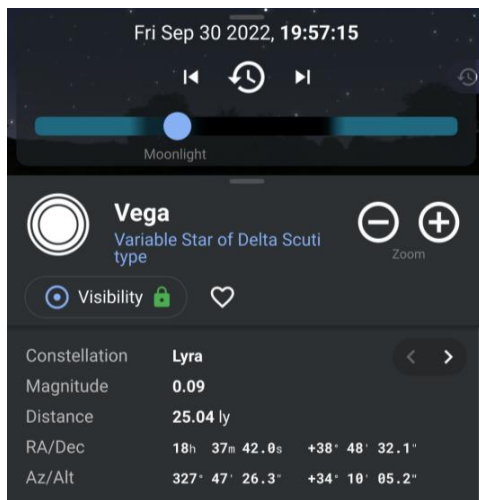 Fri Sep 30 2022, 19:57:15
Moonlight
Vega
Variable Star of Delta Scuti
type
Zoom
Visibility
Constellation Lyra
Magnitude 0.09
Distance 25.04 ly
RA/Dec 18h 37m 42.0s +38° 48' 32.1"
Az/Alt 327° 47' 26.3" +34° 10' 05.2"